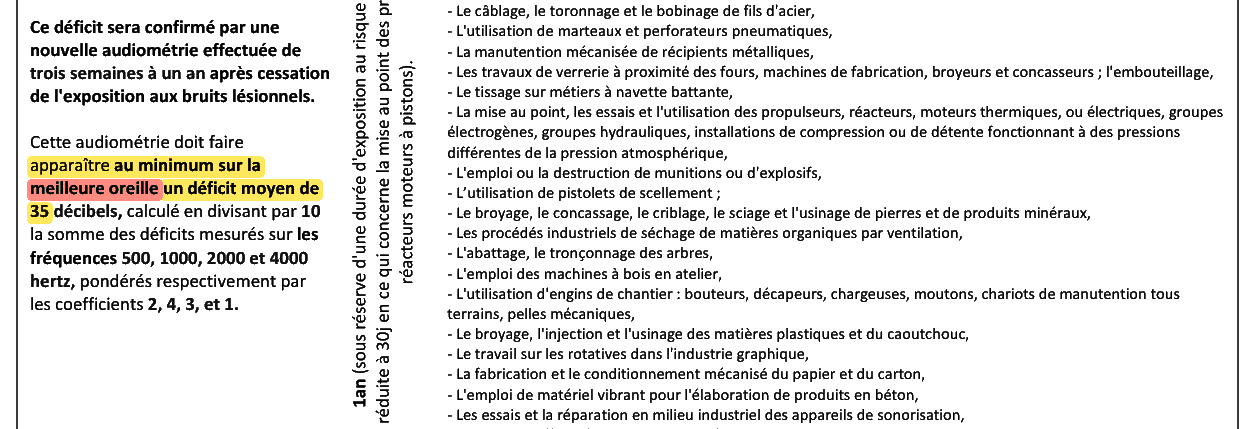 Ce déficit sera confirmé par une
nouvelle audiométrie effectuée de
trois semaines à un an après cessation
de l'exposition aux bruits lésionnels.
Cette audiométrie doit faire
apparaître au minimum sur la
meilleure oreille un déficit moyen de
35 décibels, calculé en divisant par 10
la somme des déficits mesurés sur les
fréquences 500, 1000, 2000 et 4000
hertz, pondérés respectivement par
les coefficients 2, 4, 3, et 1.
1an (sous réserve d'une durée d'exposition au risque
réduite à 30j en ce qui concerne la mise au point des pr
réacteurs moteurs à pistons).
- Le câblage, le toronnage et le bobinage de fils d'acier,
- L'utilisation de marteaux et perforateurs pneumatiques,
- La manutention mécanisée de récipients métalliques,
- Les travaux de verrerie à proximité des fours, machines de fabrication, broyeurs et concasseurs ; l'embouteillage,
- Le tissage sur métiers à navette battante,
- La mise au point, les essais et l'utilisation des propulseurs, réacteurs, moteurs thermiques, ou électriques, groupes
électrogènes, groupes hydrauliques, installations de compression ou de détente fonctionnant à des pressions
différentes de la pression atmosphérique,
- L'emploi ou la destruction de munitions ou d'explosifs,
- L’utilisation de pistolets de scellement ;
- Le broyage, le concassage, le criblage, le sciage et l'usinage de pierres et de produits minéraux,
- Les procédés industriels de séchage de matières organiques par ventilation,
- L'abattage, le tronçonnage des arbres,
- L'emploi des machines à bois en atelier,
- L'utilisation d'engins de chantier : bouteurs, décapeurs, chargeuses, moutons, chariots de manutention tous
terrains, pelles mécaniques,
- Le broyage, l'injection et l'usinage des matières plastiques et du caoutchouc,
- Le travail sur les rotatives dans l'industrie graphique,
- La fabrication et le conditionnement mécanisé du papier et du carton,
- L'emploi de matériel vibrant pour l'élaboration de produits en béton,
- Les essais et la réparation en milieu industriel des appareils de sonorisation,